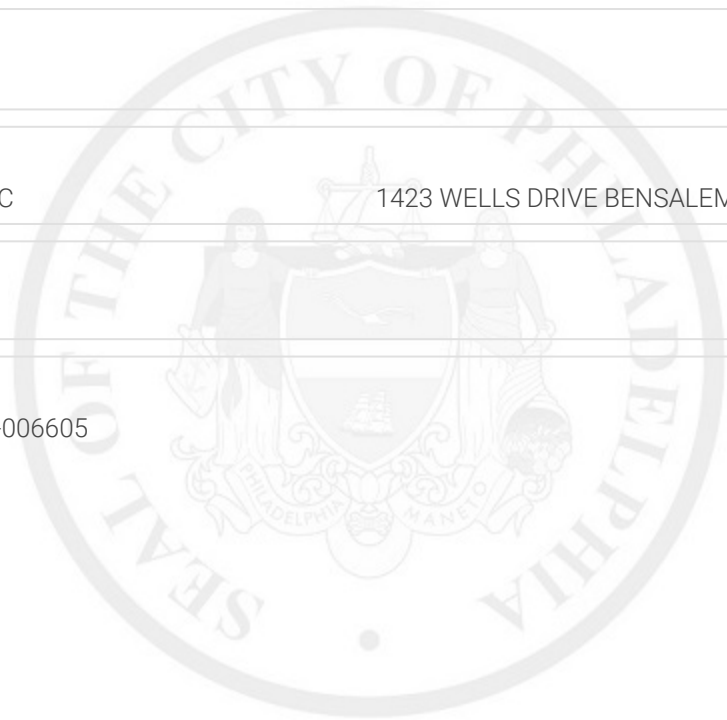 C 1423 WELLS DRIVE BENSALEM
-006605
SEAL OF THE CITY OF PHILADELPHIA
PHILADELPHIA MANETO